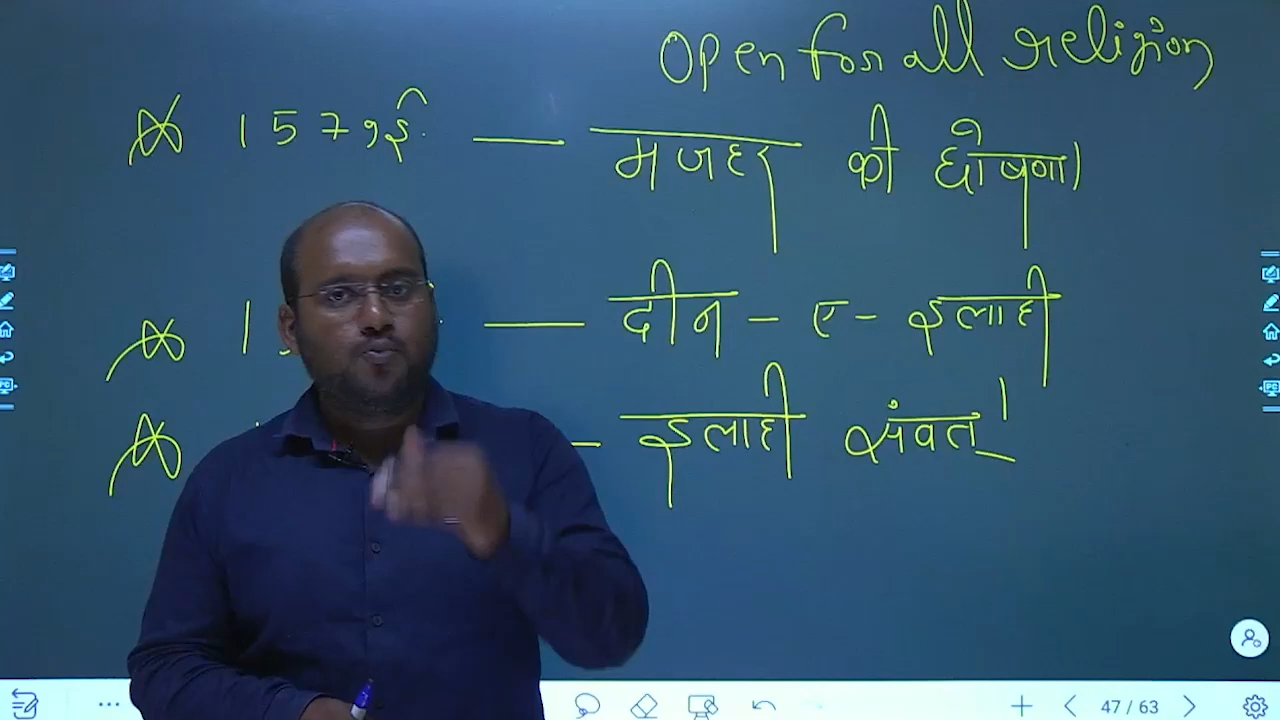 Open for all religion
1579ई. — मजहर की घोषणा
1 — दीन-ए-इलाही
— इलाही संवत्
47 / 63